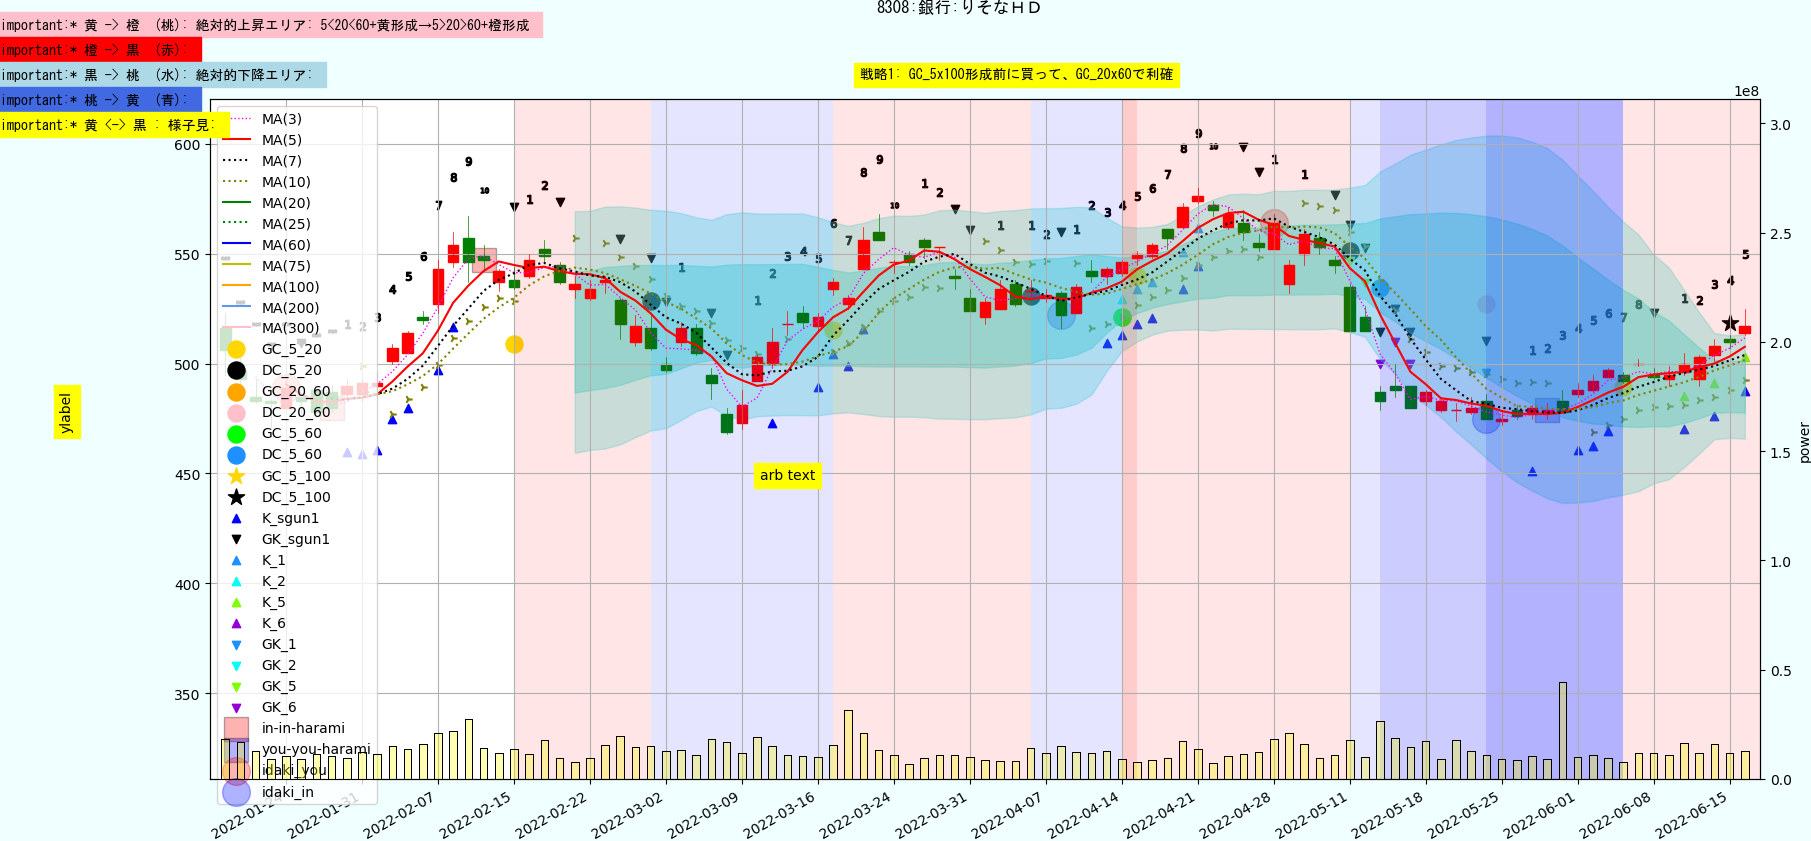 8308:銀行:りそなＨＤ
important:* 黄 -> 橙 （桃）: 絶対的上昇エリア: 5<20<60+黄形成→5>20>60+橙形成
important:* 橙 -> 黒 （赤）:
important:* 黒 -> 桃 （水）: 絶対的下降エリア:
important:* 桃 -> 黄 （青）:
important:* 黄 <-> 黒 : 様子見:
戦略1: GC_5x100形成前に買って、GC_20x60で利確
1e8
MA(3)
MA(5)
MA(7)
MA(10)
MA(20)
MA(25)
MA(60)
MA(75)
MA(100)
MA(200)
MA(300)
GC_5_20
DC_5_20
GC_20_60
DC_20_60
GC_5_60
DC_5_60
GC_5_100
DC_5_100
K_sgun1
GK_sgun1
K_1
K_2
K_5
K_6
GK_1
GK_2
GK_5
GK_6
in-in-harami
you-you-harami
idaki_you
idaki_in
600
550
500
450
400
350
ylabel
arb text
3.0
2.5
2.0
1.5
1.0
0.5
0.0
power
2022-01-24
2022-01-31
2022-02-07
2022-02-15
2022-02-22
2022-03-02
2022-03-09
2022-03-16
2022-03-24
2022-03-31
2022-04-07
2022-04-14
2022-04-21
2022-04-28
2022-05-11
2022-05-18
2022-05-25
2022-06-01
2022-06-08
2022-06-15